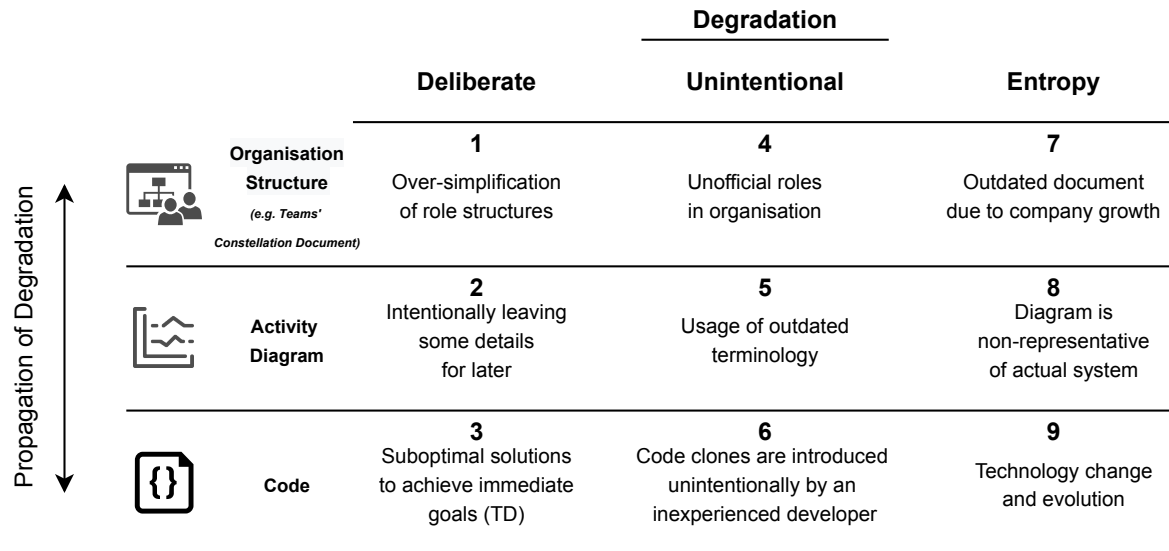 Degradation
Deliberate
Unintentional
Entropy
Propagation of Degradation
Organisation
Structure
(e.g. Teams'
Constellation Document)
1
Over-simplification
of role structures
4
Unofficial roles
in organisation
7
Outdated document
due to company growth
Activity
Diagram
2
Intentionally leaving
some details
for later
5
Usage of outdated
terminology
8
Diagram is
non-representative
of actual system
{}
Code
3
Suboptimal solutions
to achieve immediate
goals (TD)
6
Code clones are introduced
unintentionally by an
inexperienced developer
9
Technology change
and evolution